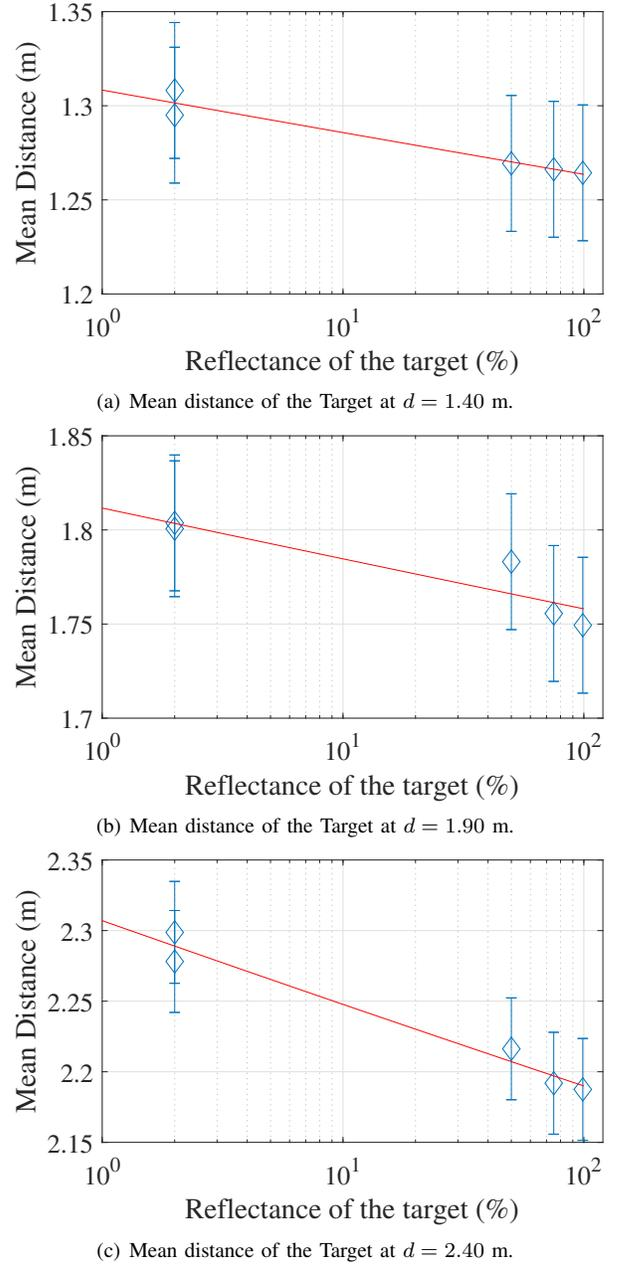 1.35
1.3
1.25
1.2
Mean Distance (m)
10^0 10^1 10^2
Reflectance of the target (%)
(a) Mean distance of the Target at d = 1.40 m.
1.85
1.8
1.75
1.7
Mean Distance (m)
10^0 10^1 10^2
Reflectance of the target (%)
(b) Mean distance of the Target at d = 1.90 m.
2.35
2.3
2.25
2.2
2.15
Mean Distance (m)
10^0 10^1 10^2
Reflectance of the target (%)
(c) Mean distance of the Target at d = 2.40 m.